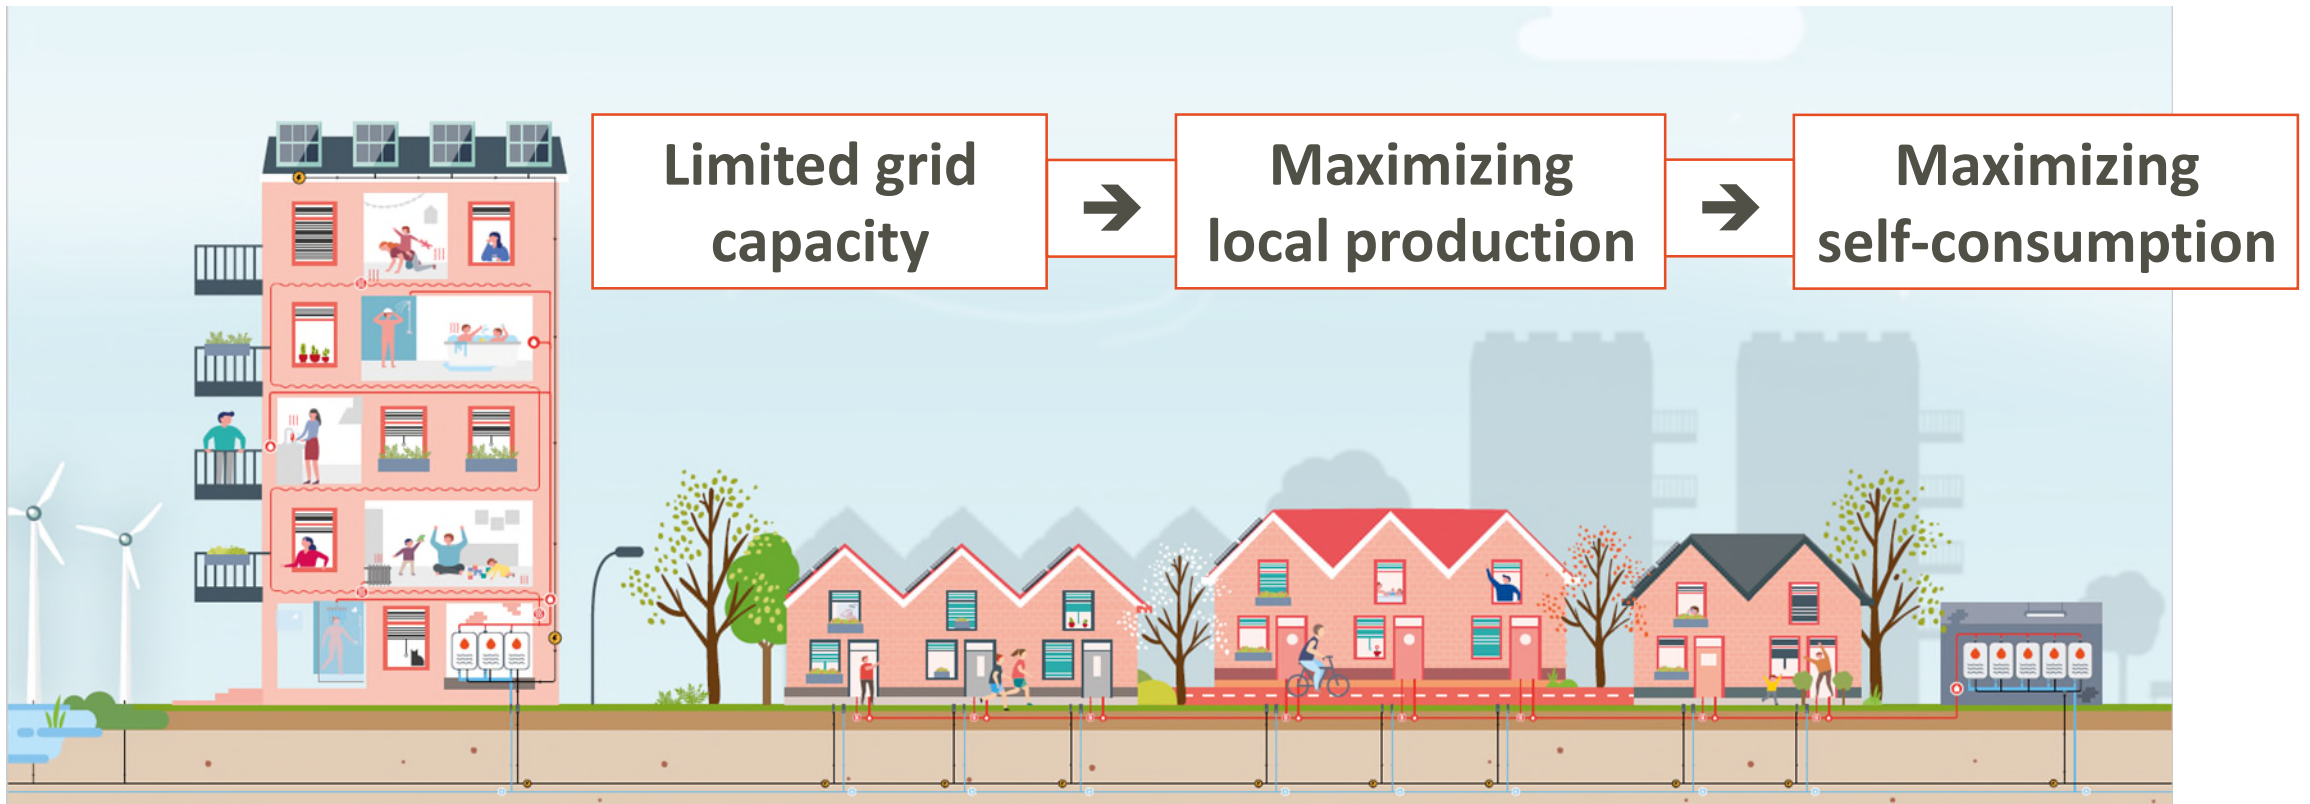 Limited grid
capacity
➔
Maximizing
local production
➔
Maximizing
self-consumption